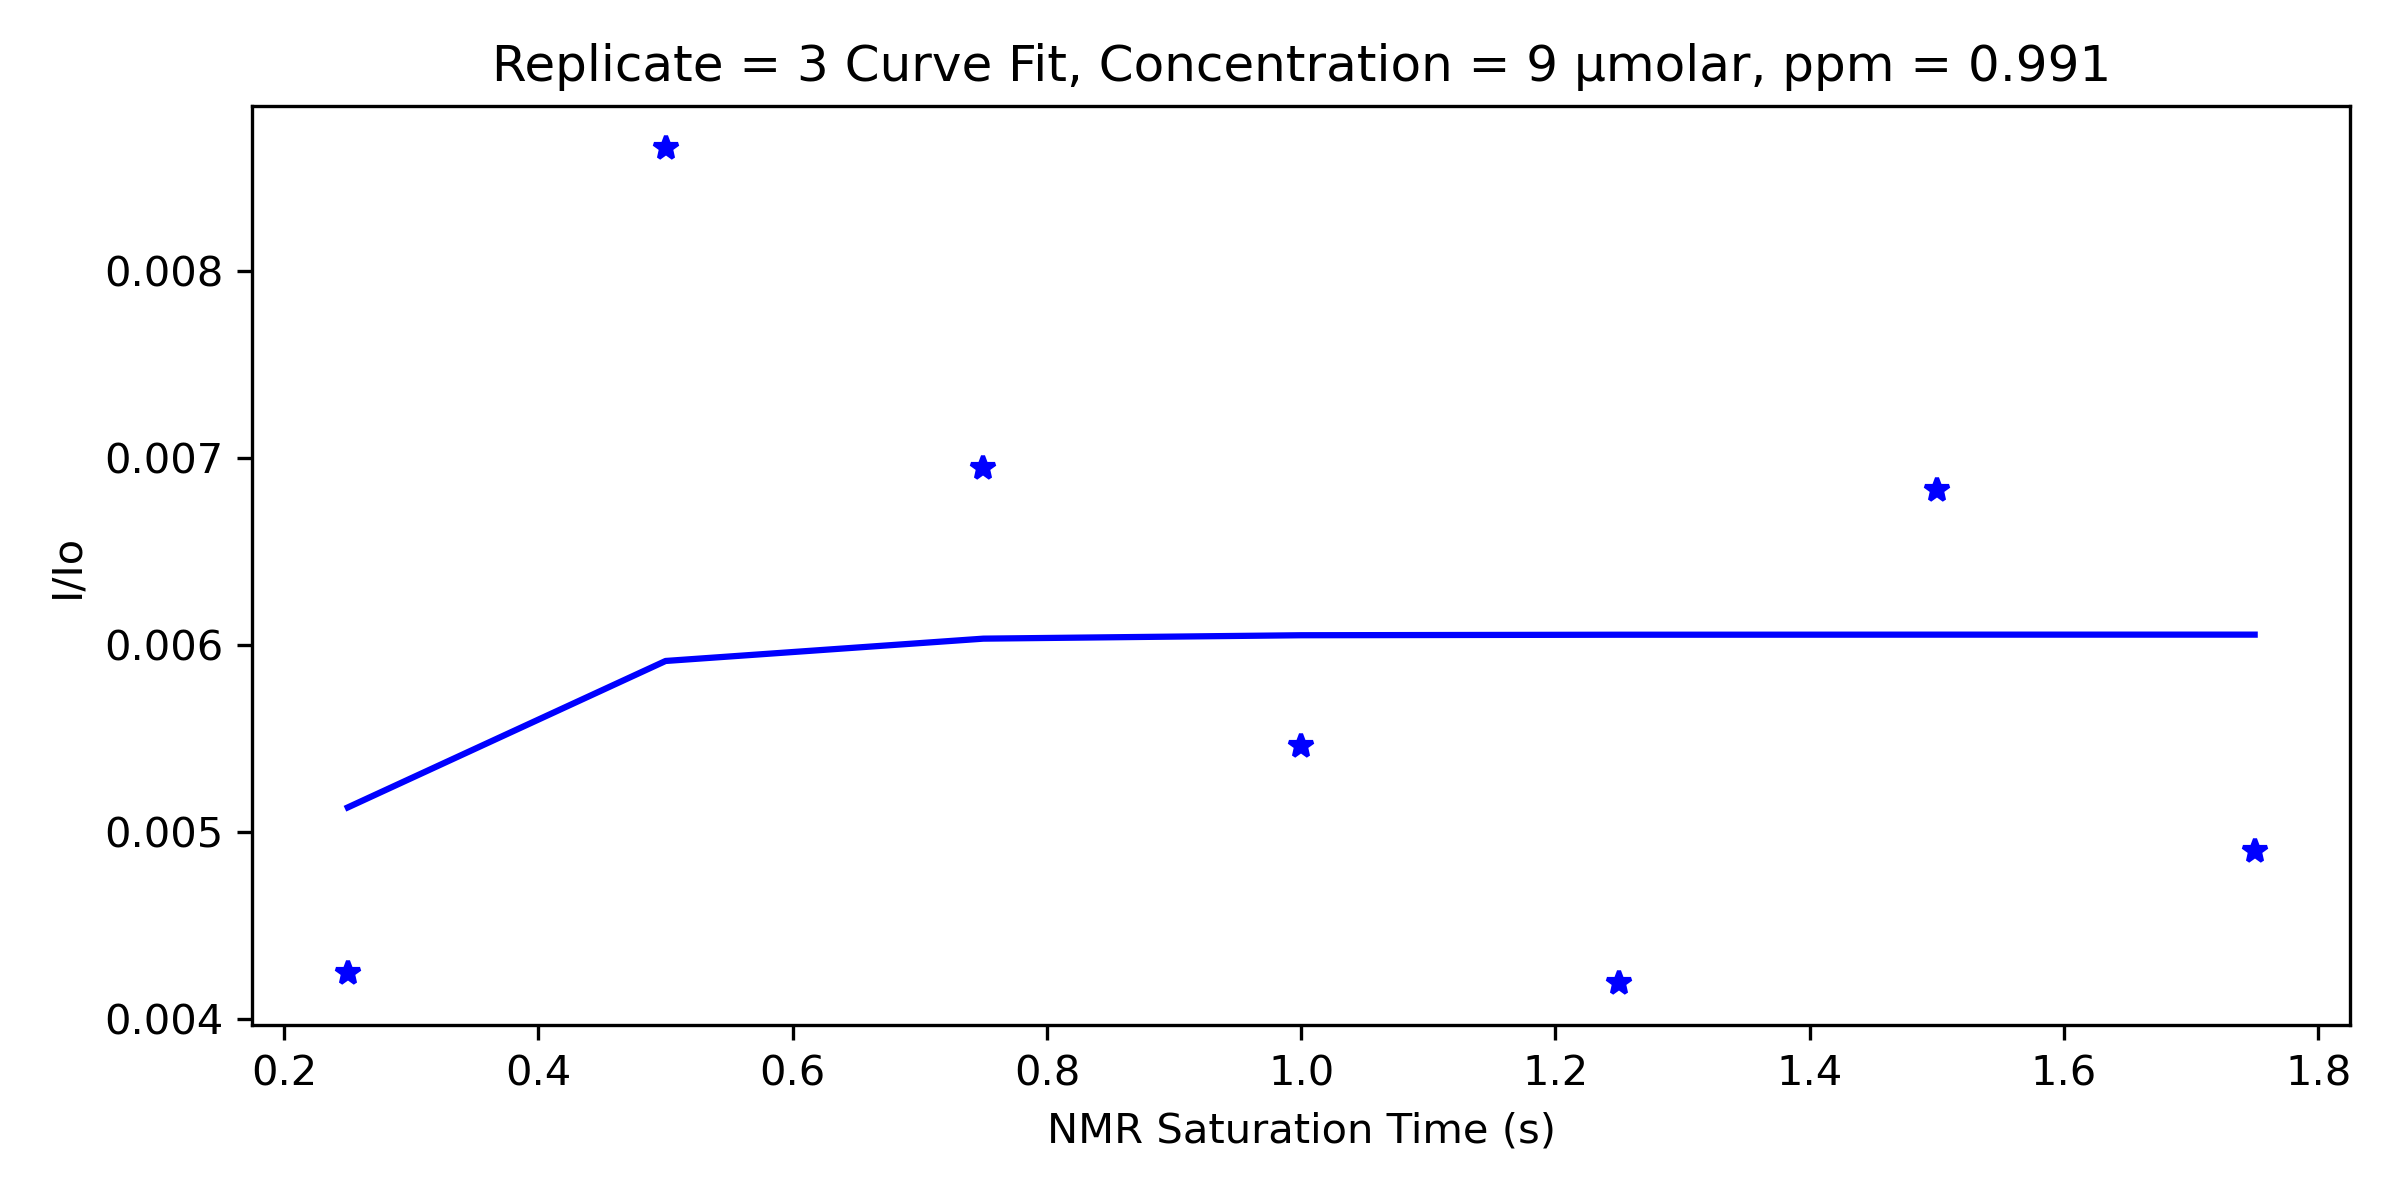 Replicate = 3 Curve Fit, Concentration = 9 μmolar, ppm = 0.991
I/Io
0.008
0.007
0.006
0.005
0.004
0.2 0.4 0.6 0.8 1.0 1.2 1.4 1.6 1.8
NMR Saturation Time (s)